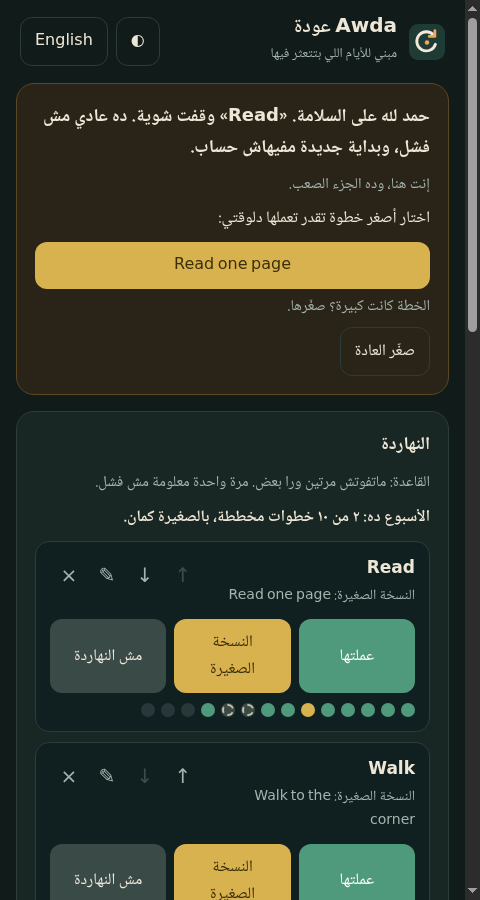 Awda عودة
مبني للأيام اللي بتتعثر فيها
English
حمد لله على السلامة. «Read» وقفت شوية. ده عادي مش
فشل، وبداية جديدة مفيهاش حساب.
إنت هنا، وده الجزء الصعب.
اختار أصغر خطوة تقدر تعملها دلوقتي:
Read one page
الخطة كانت كبيرة؟ صغّرها.
صغّر العادة
النهاردة
القاعدة: ماتفوتش مرتين ورا بعض. مرة واحدة معلومة مش فشل.
الأسبوع ده: ٢ من ١٠ خطوات مخططة، بالصغيرة كمان.
Read
النسخة الصغيرة: Read one page
عملتها
النسخة
الصغيرة
مش النهاردة
Walk
النسخة الصغيرة: Walk to the
corner
عملتها
النسخة
الصغيرة
مش النهاردة